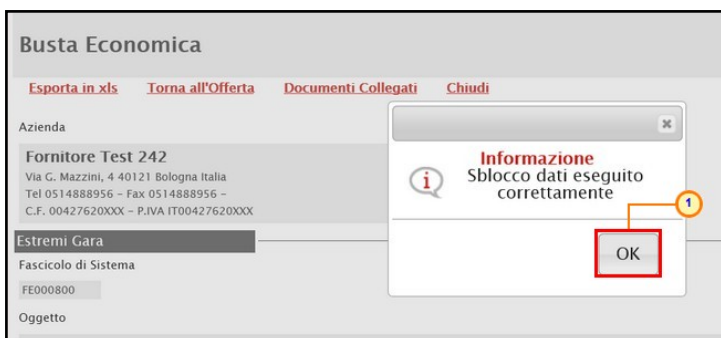 Busta Economica
Esporta in xls Torna all'Offerta Documenti Collegati Chiudi
Azienda
Fornitore Test 242
Via G. Mazzini, 4 40121 Bologna Italia
Tel 0514888956 – Fax 0514888956 –
C.F. 00427620XXX – P.IVA IT00427620XXX
Informazione
Sblocco dati eseguito
correttamente
1
OK
Estremi Gara
Fascicolo di Sistema
FE000800
Oggetto